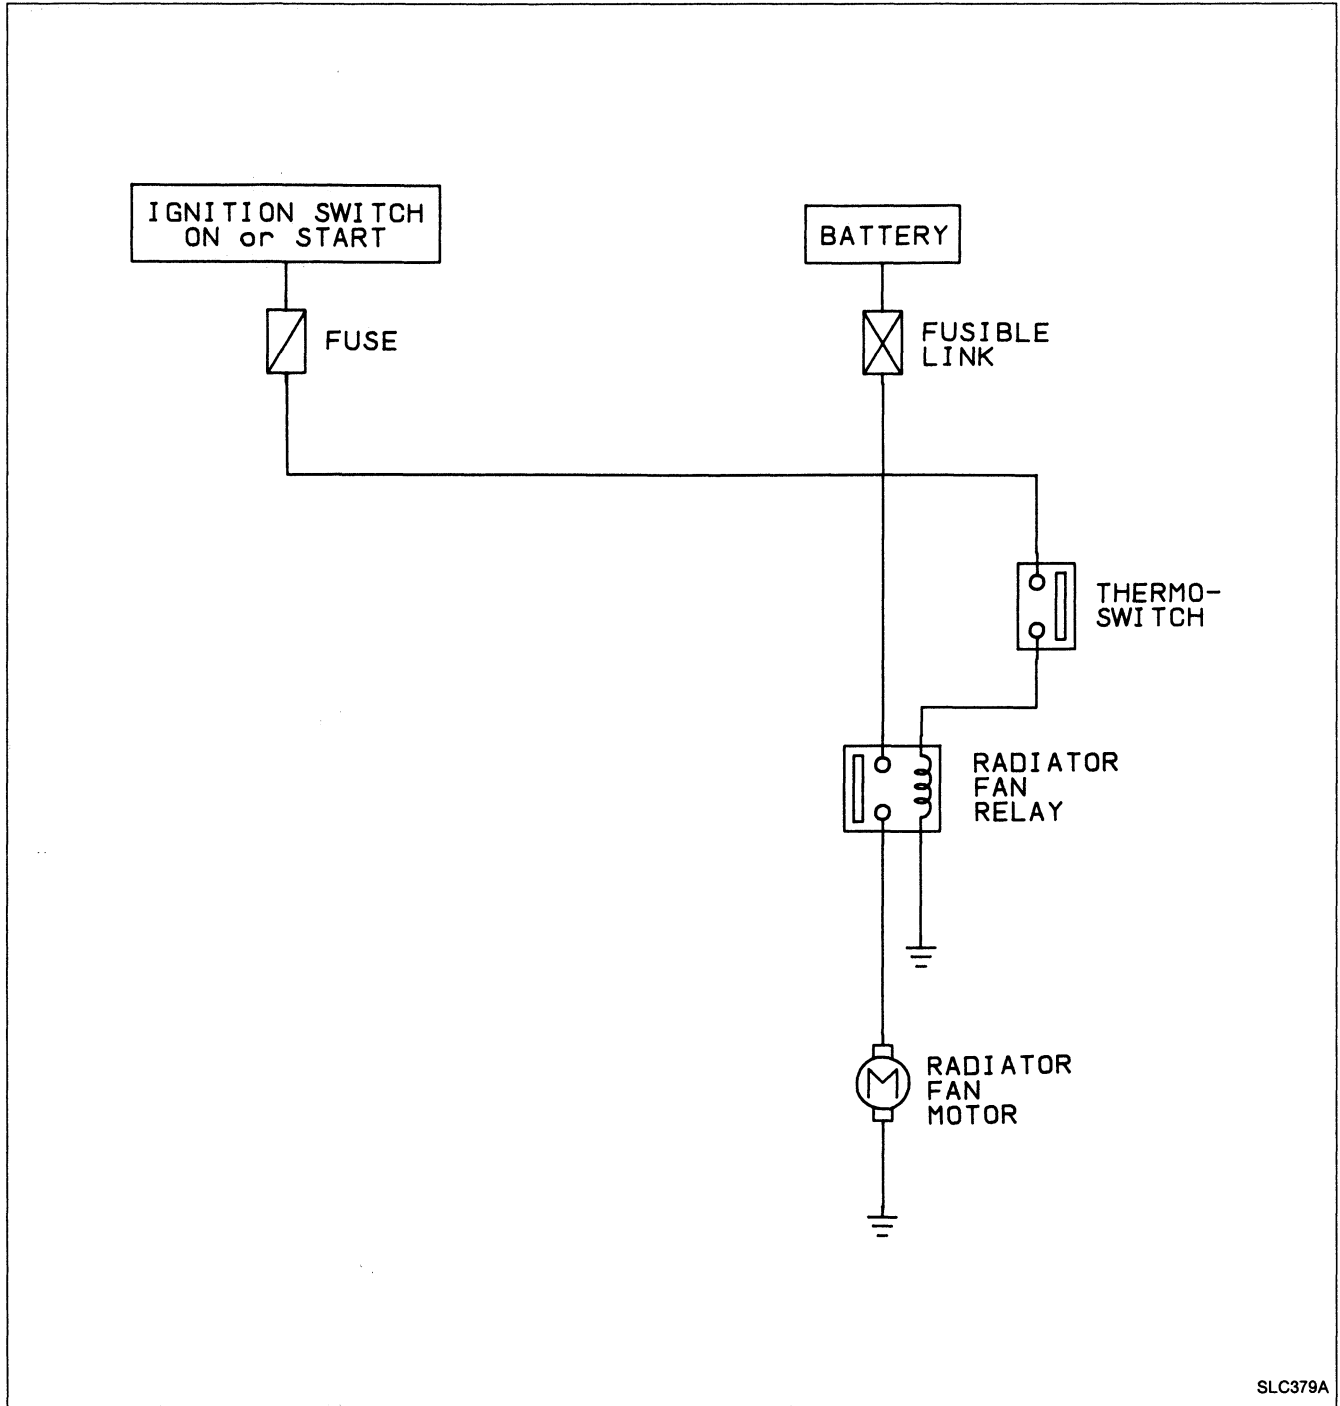 IGNITION SWITCH
ON or START
BATTERY
FUSE
FUSIBLE
LINK
THERMO-
SWITCH
RADIATOR
FAN
RELAY
M
RADIATOR
FAN
MOTOR
SLC379A